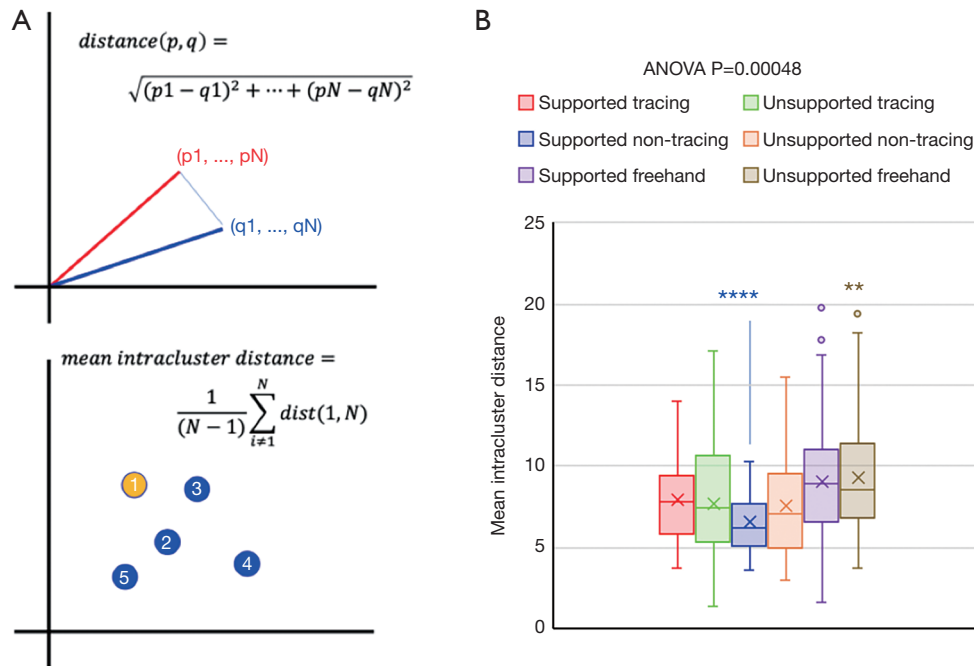 A
distance(p, q) =
√(p1 − q1)² + ⋯ + (pN − qN)²
(p1, ..., pN)
(q1, ..., qN)
mean intracluster distance =
1/(N − 1) ∑ i≠1 N dist(1, N)
1
3
2
4
5
B
ANOVA P=0.00048
Supported tracing
Unsupported tracing
Supported non-tracing
Unsupported non-tracing
Supported freehand
Unsupported freehand
Mean intracluster distance
25
20
15
10
5
0
****
**